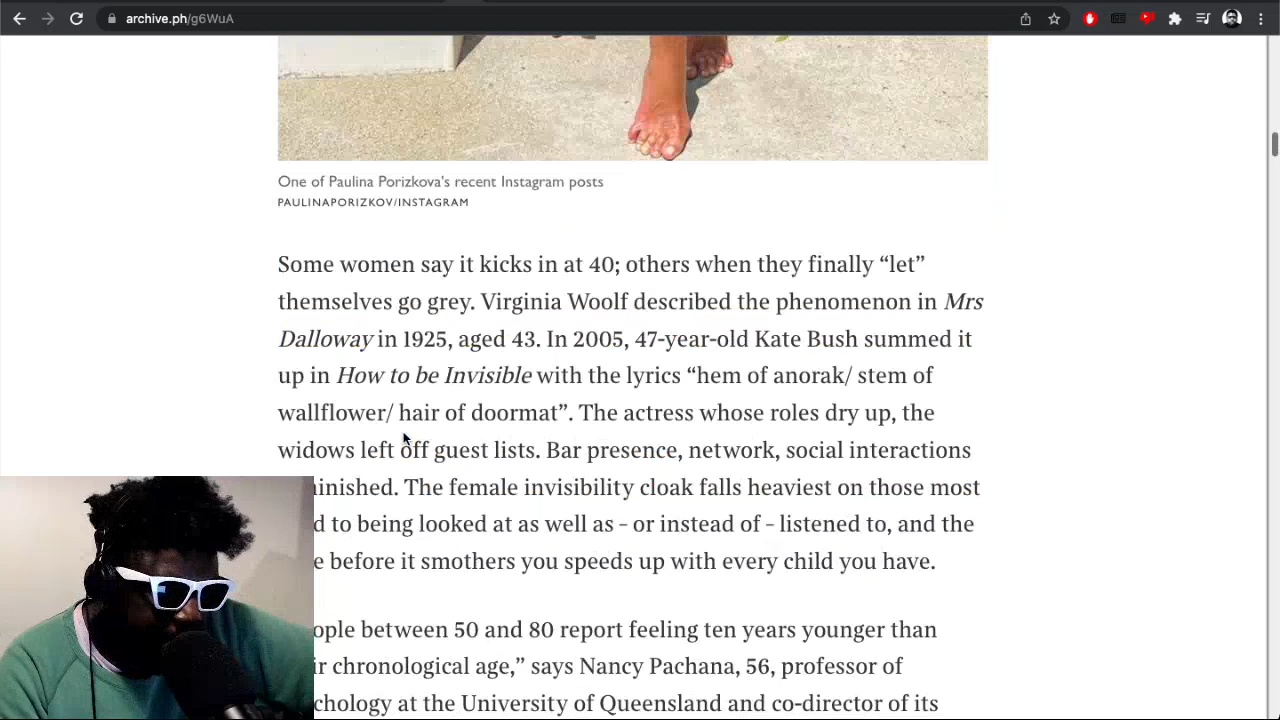 archive.ph/g6WuA
One of Paulina Porizkova's recent Instagram posts
PAULINAPORIZKOV/INSTAGRAM
Some women say it kicks in at 40; others when they finally “let”
themselves go grey. Virginia Woolf described the phenomenon in Mrs
Dalloway in 1925, aged 43. In 2005, 47-year-old Kate Bush summed it
up in How to be Invisible with the lyrics “hem of anorak/ stem of
wallflower/ hair of doormat”. The actress whose roles dry up, the
widows left off guest lists. Bar presence, network, social interactions
inished. The female invisibility cloak falls heaviest on those most
d to being looked at as well as – or instead of – listened to, and the
e before it smothers you speeds up with every child you have.
ople between 50 and 80 report feeling ten years younger than
ir chronological age,” says Nancy Pachana, 56, professor of
chology at the University of Queensland and co-director of its